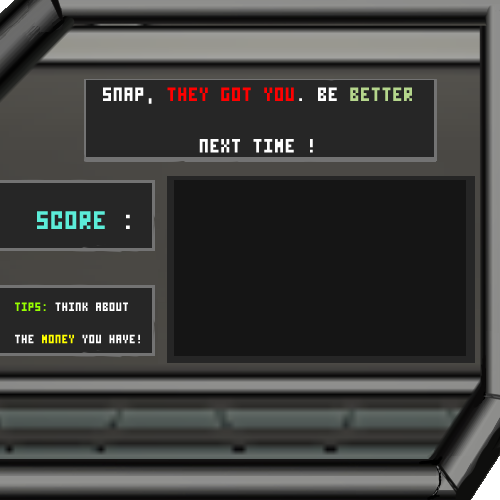 SNAP, THEY GOT YOU. BE BETTER
NEXT TIME !
SCORE :
TIPS: THINK ABOUT
THE MONEY YOU HAVE!